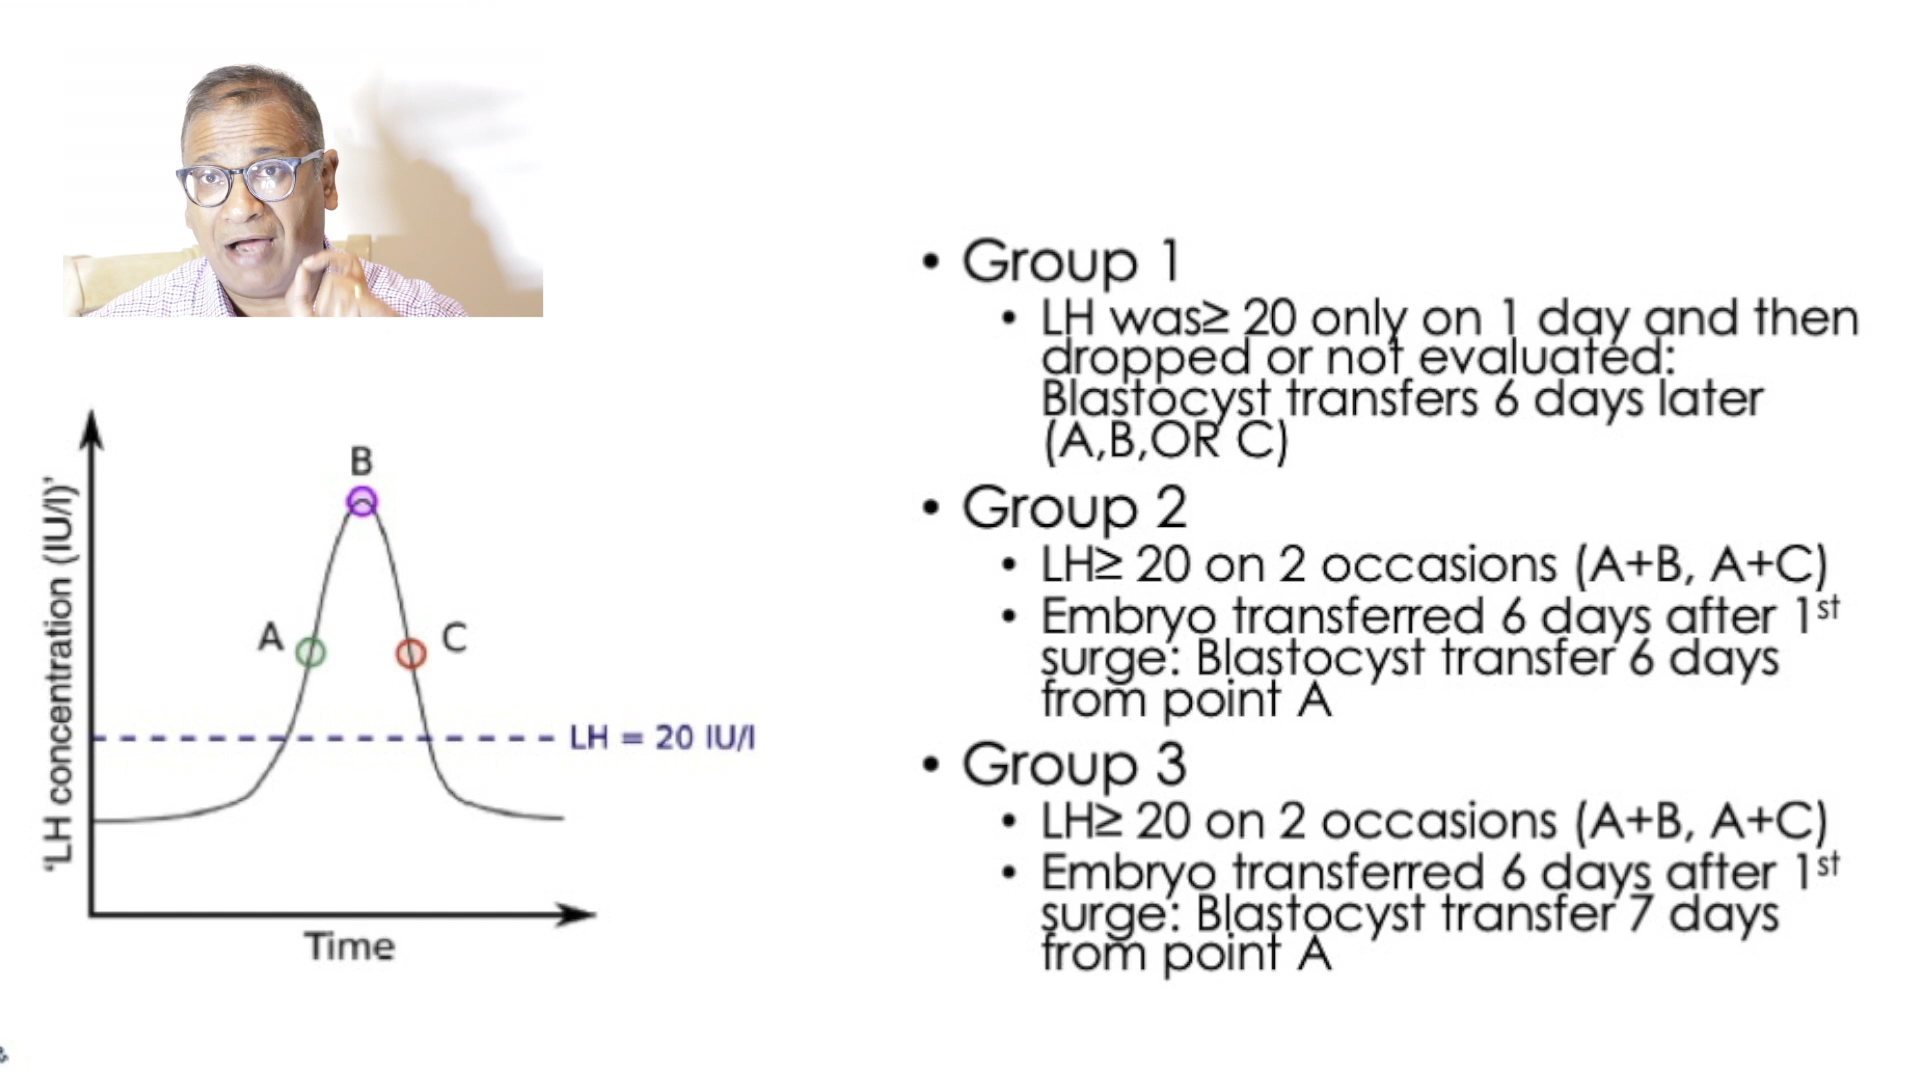 B
A
C
LH = 20 IU/l
'LH concentration (IU/l)'
Time
• Group 1
• LH was≥ 20 only on 1 day and then
dropped or not evaluated:
Blastocyst transfers 6 days later
(A,B,OR C)
• Group 2
• LH≥ 20 on 2 occasions (A+B, A+C)
• Embryo transferred 6 days after 1st
surge: Blastocyst transfer 6 days
from point A
• Group 3
• LH≥ 20 on 2 occasions (A+B, A+C)
• Embryo transferred 6 days after 1st
surge: Blastocyst transfer 7 days
from point A